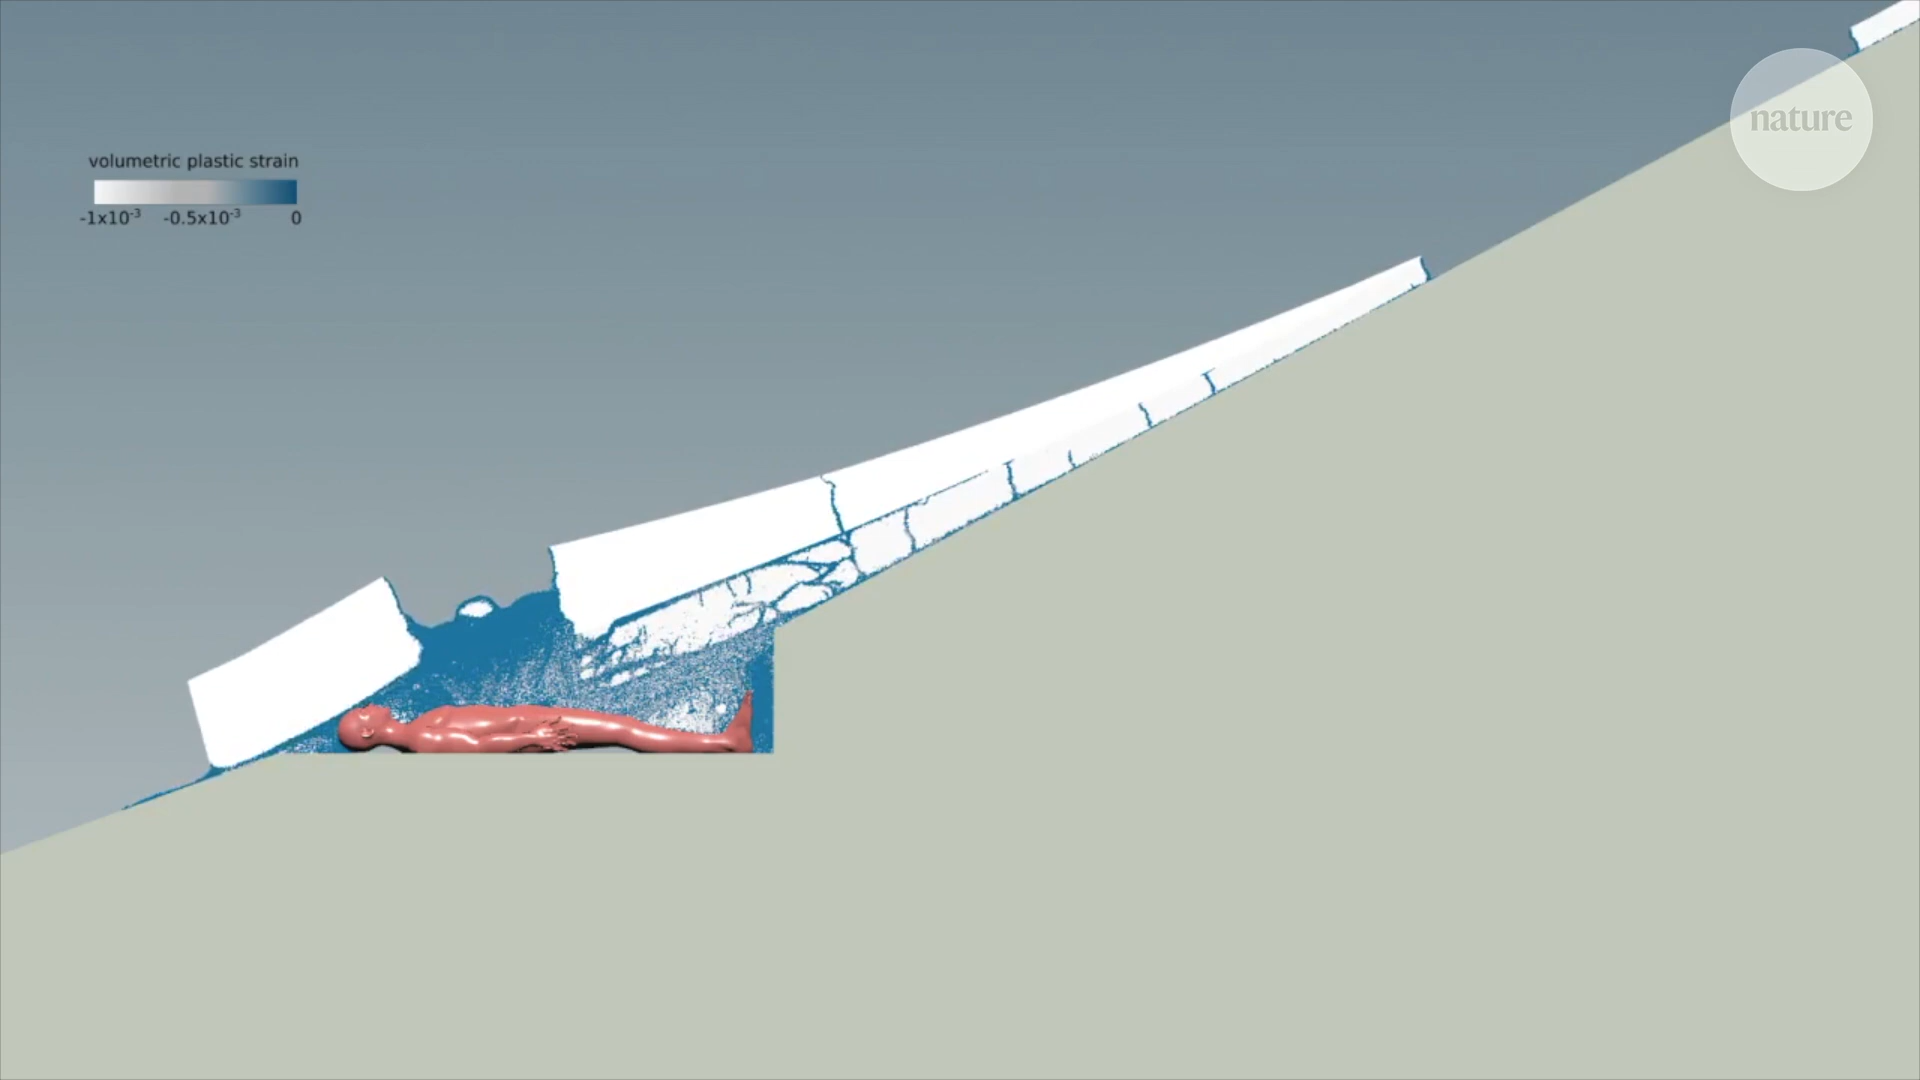 nature
volumetric plastic strain
-1x10⁻³ -0.5x10⁻³ 0